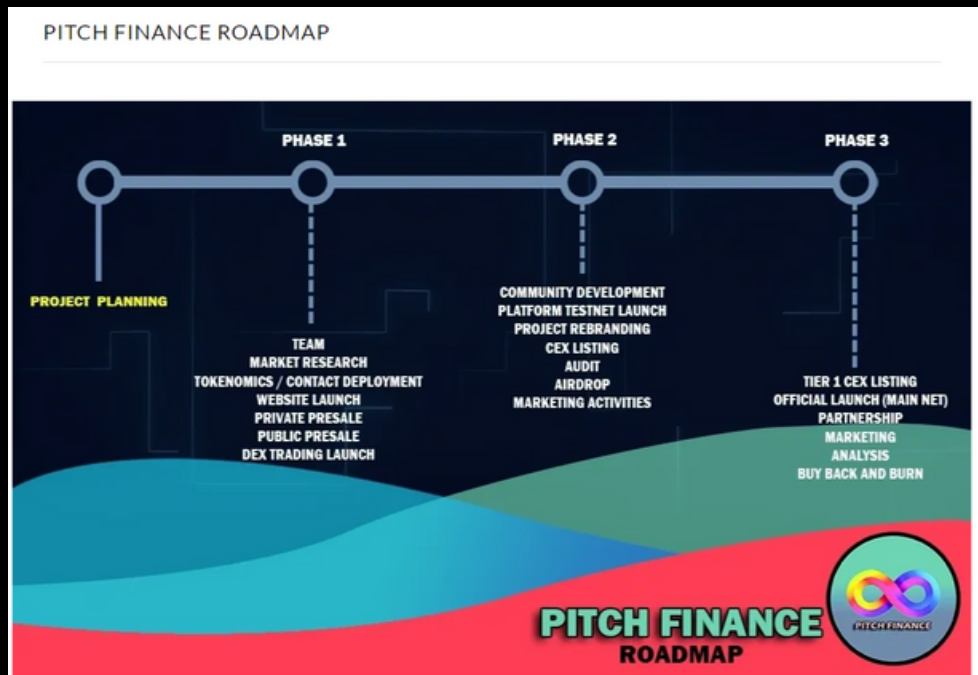 PITCH FINANCE ROADMAP
PHASE 1
PHASE 2
PHASE 3
PROJECT PLANNING
TEAM
MARKET RESEARCH
TOKENOMICS / CONTACT DEPLOYMENT
WEBSITE LAUNCH
PRIVATE PRESALE
PUBLIC PRESALE
DEX TRADING LAUNCH
COMMUNITY DEVELOPMENT
PLATFORM TESTNET LAUNCH
PROJECT REBRANDING
CEX LISTING
AUDIT
AIRDROP
MARKETING ACTIVITIES
TIER 1 CEX LISTING
OFFICIAL LAUNCH (MAIN NET)
PARTNERSHIP
MARKETING
ANALYSIS
BUY BACK AND BURN
PITCH FINANCE
ROADMAP
PITCH FINANCE